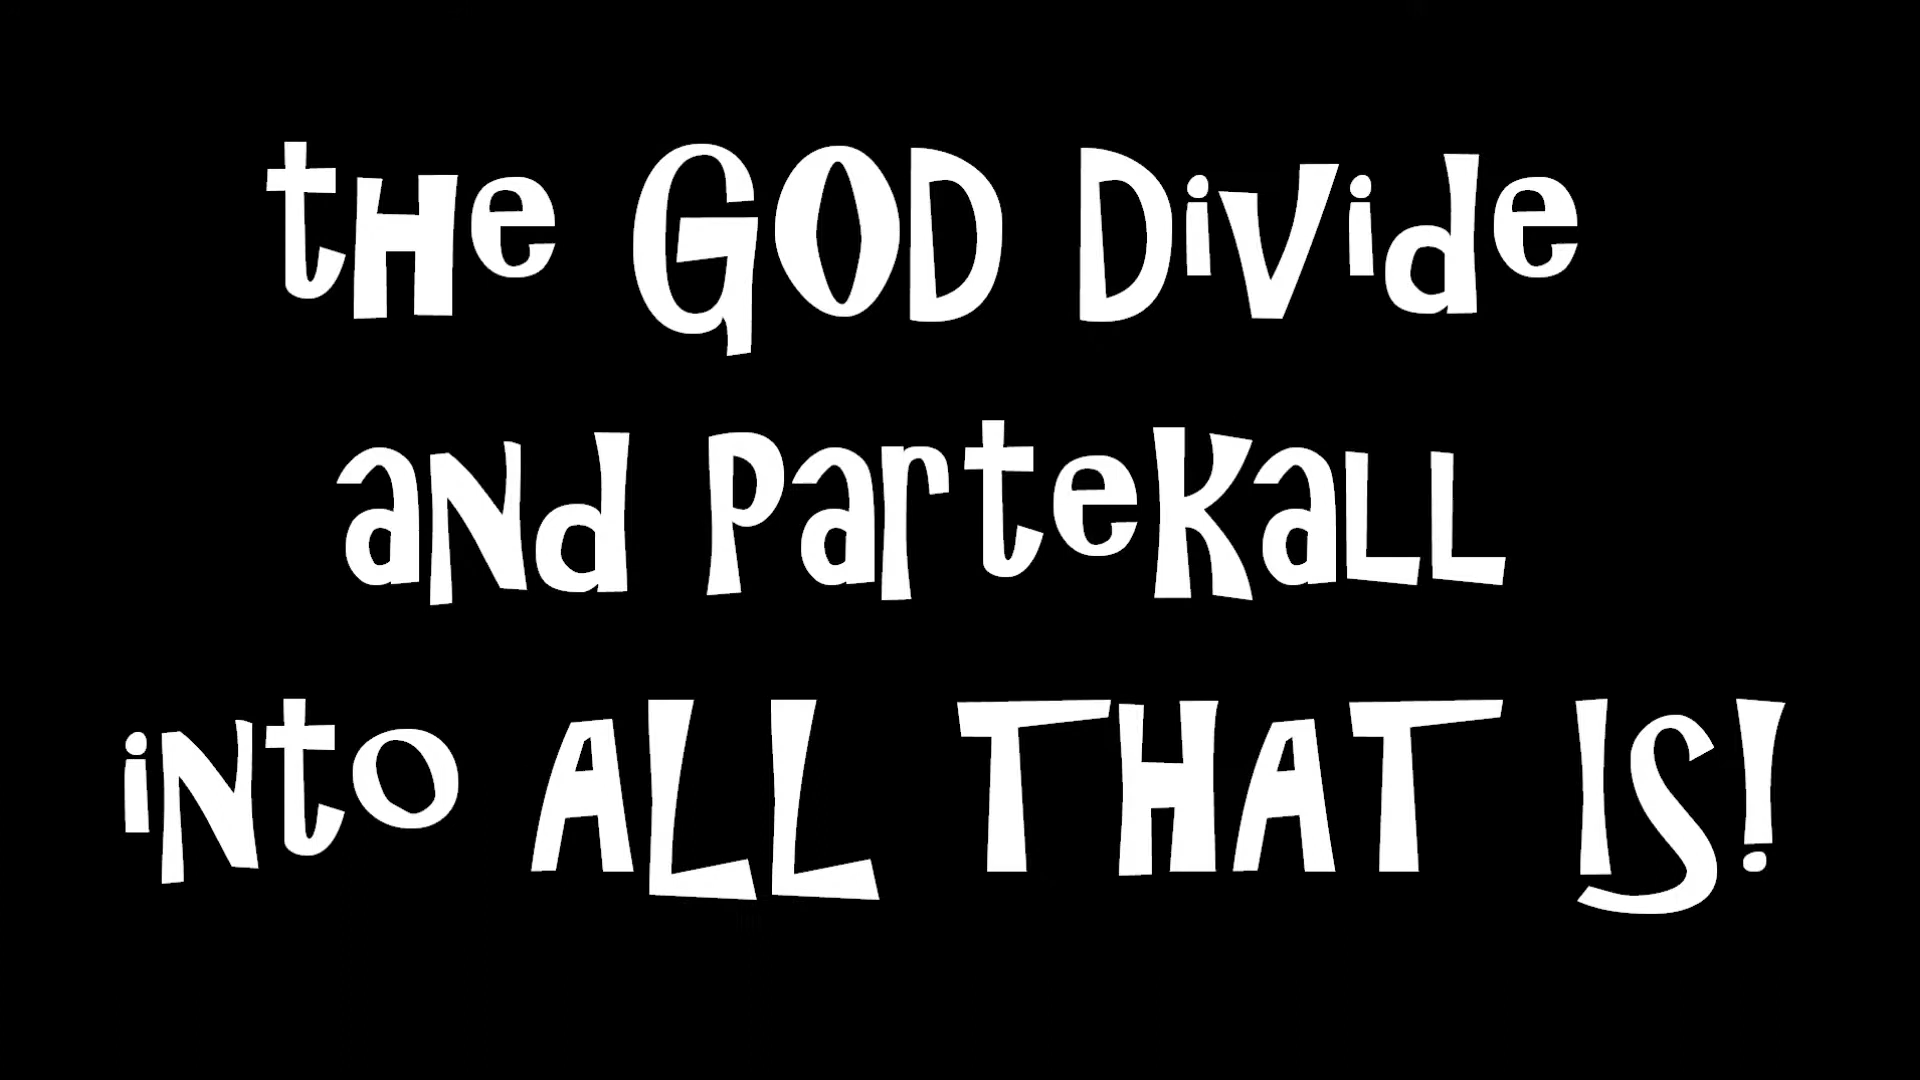 the GOD Divide
and Partekall
into ALL THAT IS!